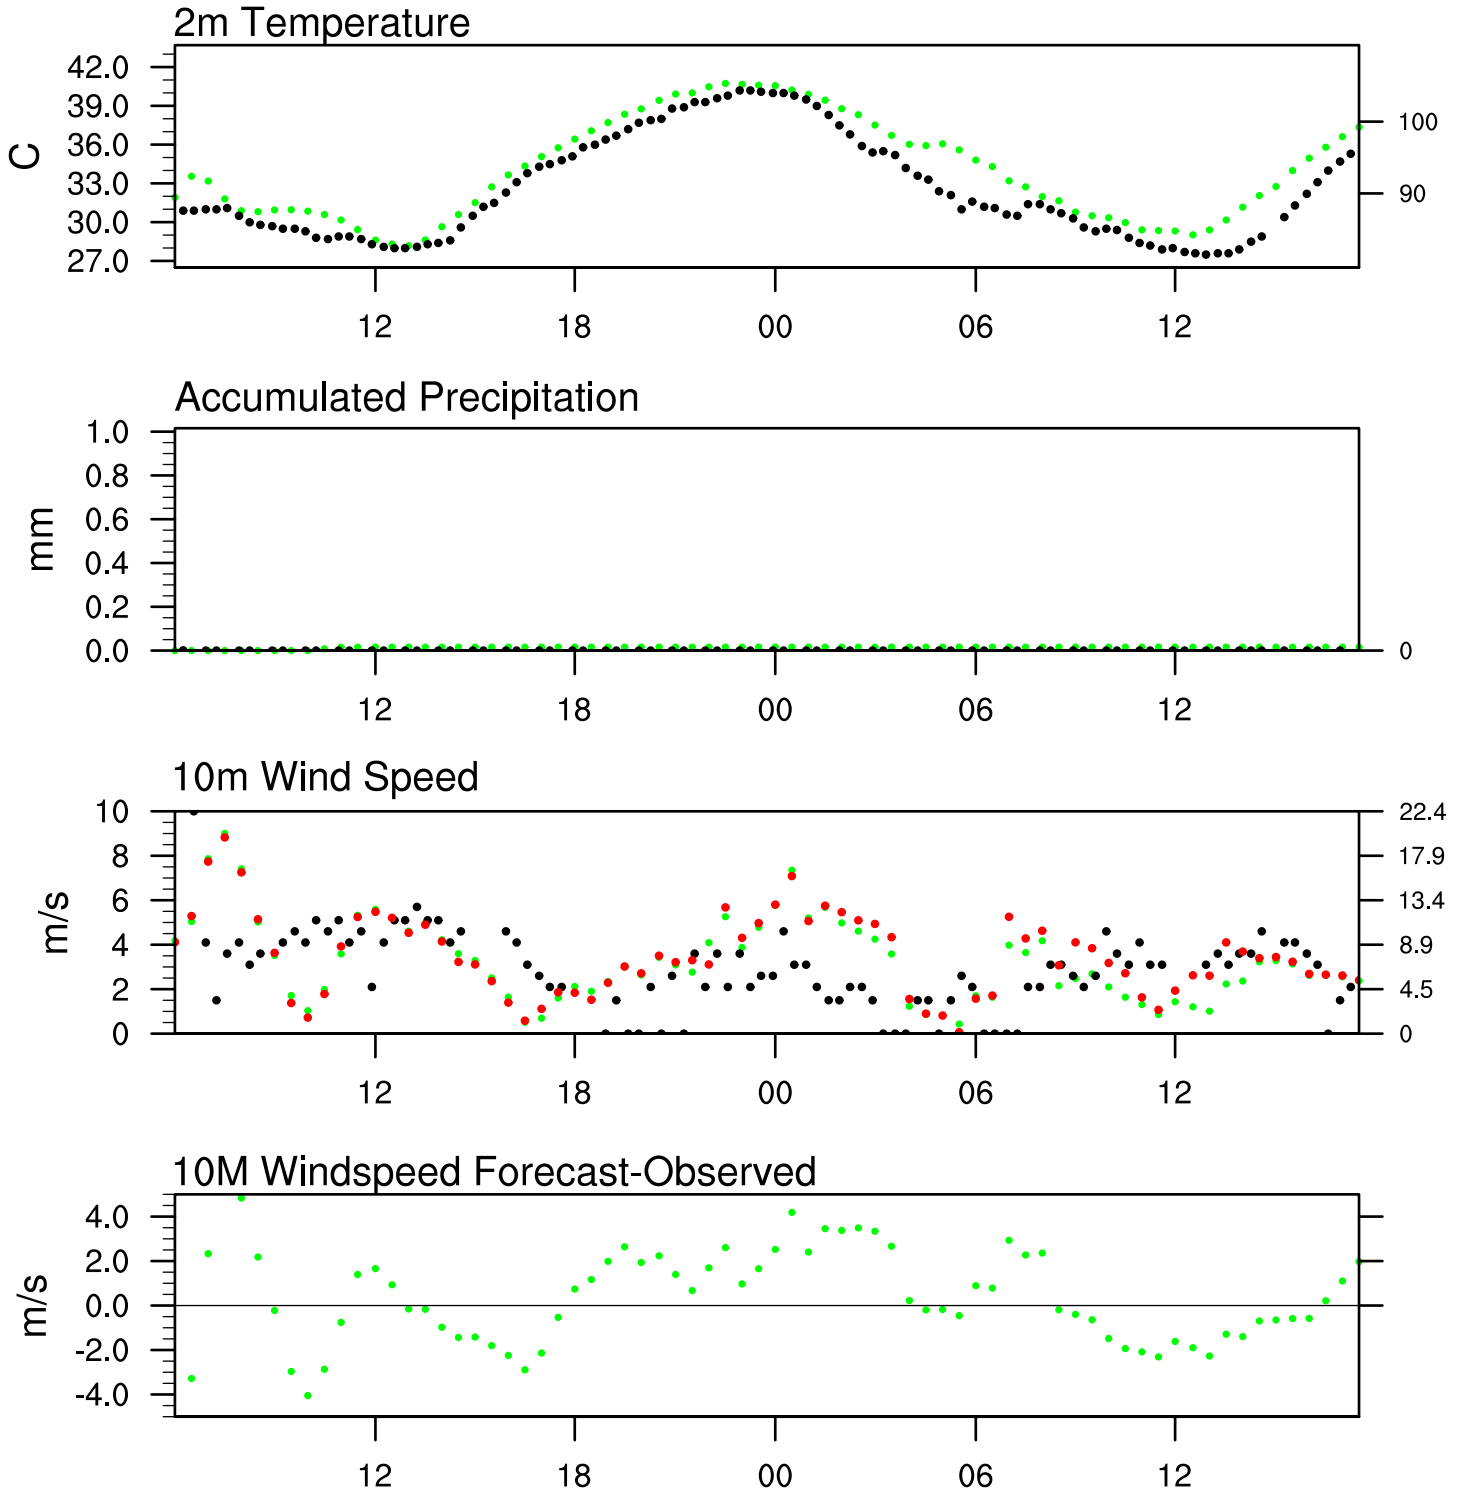 2m Temperature
42.0
39.0
36.0
33.0
30.0
27.0
C
100
90
12 18 00 06 12
Accumulated Precipitation
1.0
0.8
0.6
0.4
0.2
0.0
mm
0
12 18 00 06 12
10m Wind Speed
10
8
6
4
2
0
m/s
22.4
17.9
13.4
8.9
4.5
0
12 18 00 06 12
10M Windspeed Forecast-Observed
4.0
2.0
0.0
-2.0
-4.0
m/s
12 18 00 06 12